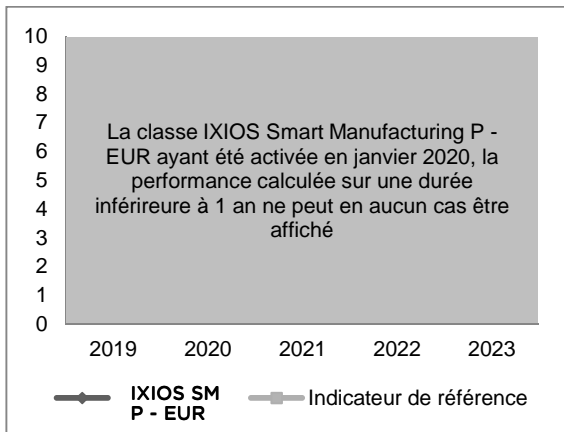 10
9
8
7
6
5
4
3
2
1
0
La classe IXIOS Smart Manufacturing P -
EUR ayant été activée en janvier 2020, la
performance calculée sur une durée
inférireure à 1 an ne peut en aucun cas être
affiché
2019 2020 2021 2022 2023
IXIOS SM
P - EUR
Indicateur de référence